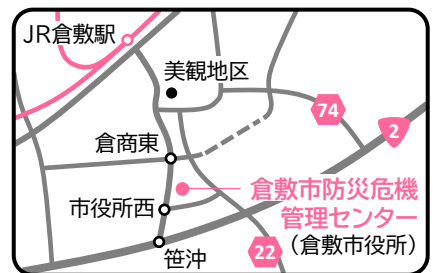 JR倉敷駅
美観地区
74
2
倉商東
倉敷市防災危機
管理センター
(倉敷市役所)
市役所西
笹沖
22